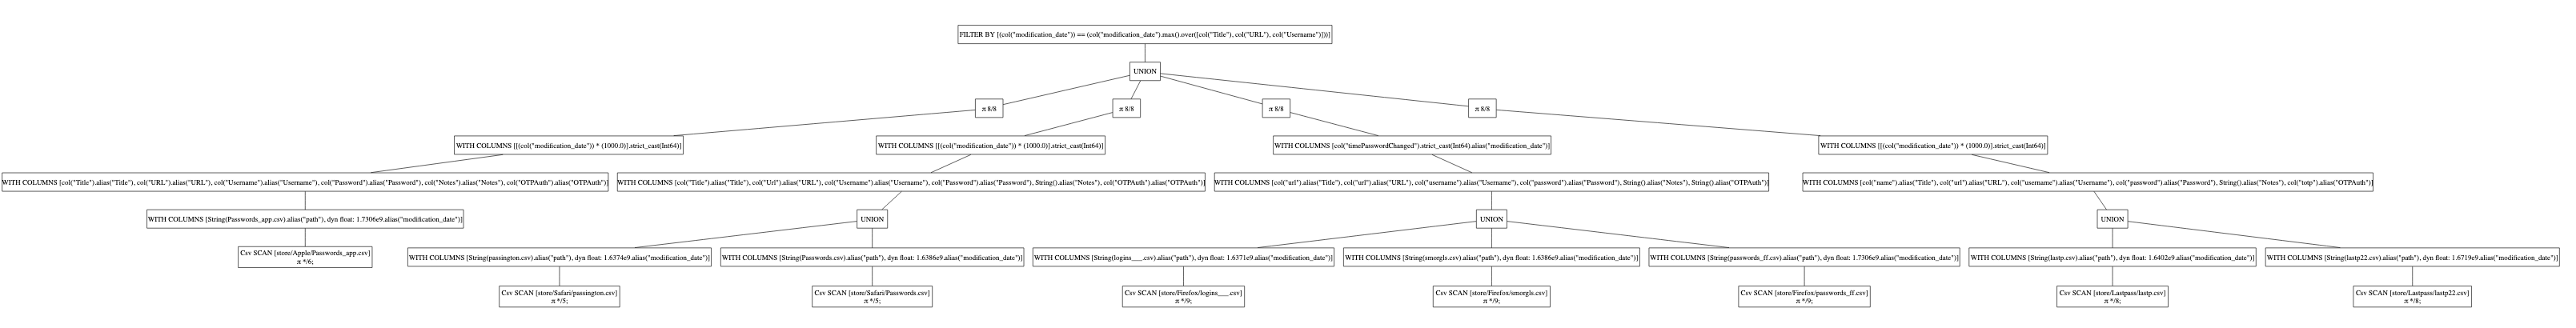 FILTER BY [(col("modification_date")) == (col("modification_date").max().over([col("Title"), col("URL"), col("Username")]))]
UNION
π 8/8
π 8/8
π 8/8
π 8/8
WITH COLUMNS [[(col("modification_date")) * (1000.0)].strict_cast(Int64)]
WITH COLUMNS [[(col("modification_date")) * (1000.0)].strict_cast(Int64)]
WITH COLUMNS [col("timePasswordChanged").strict_cast(Int64).alias("modification_date")]
WITH COLUMNS [[(col("modification_date")) * (1000.0)].strict_cast(Int64)]
WITH COLUMNS [col("Title").alias("Title"), col("URL").alias("URL"), col("Username").alias("Username"), col("Password").alias("Password"), col("Notes").alias("Notes"), col("OTPAuth").alias("OTPAuth")]
WITH COLUMNS [col("Title").alias("Title"), col("Url").alias("URL"), col("Username").alias("Username"), col("Password").alias("Password"), String().alias("Notes"), col("OTPAuth").alias("OTPAuth")]
WITH COLUMNS [col("url").alias("Title"), col("url").alias("URL"), col("username").alias("Username"), col("password").alias("Password"), String().alias("Notes"), String().alias("OTPAuth")]
WITH COLUMNS [col("name").alias("Title"), col("url").alias("URL"), col("username").alias("Username"), col("password").alias("Password"), String().alias("Notes"), col("totp").alias("OTPAuth")]
WITH COLUMNS [String(Passwords_app.csv).alias("path"), dyn float: 1.7306e9.alias("modification_date")]
UNION
UNION
UNION
Csv SCAN [store/Apple/Passwords_app.csv]
π */6;
WITH COLUMNS [String(passington.csv).alias("path"), dyn float: 1.6374e9.alias("modification_date")]
WITH COLUMNS [String(Passwords.csv).alias("path"), dyn float: 1.6386e9.alias("modification_date")]
WITH COLUMNS [String(logins___.csv).alias("path"), dyn float: 1.6371e9.alias("modification_date")]
WITH COLUMNS [String(smorgls.csv).alias("path"), dyn float: 1.6386e9.alias("modification_date")]
WITH COLUMNS [String(passwords_ff.csv).alias("path"), dyn float: 1.7306e9.alias("modification_date")]
WITH COLUMNS [String(lastp.csv).alias("path"), dyn float: 1.6402e9.alias("modification_date")]
WITH COLUMNS [String(lastp22.csv).alias("path"), dyn float: 1.6719e9.alias("modification_date")]
Csv SCAN [store/Safari/passington.csv]
π */5;
Csv SCAN [store/Safari/Passwords.csv]
π */5;
Csv SCAN [store/Firefox/logins___.csv]
π */9;
Csv SCAN [store/Firefox/smorgls.csv]
π */9;
Csv SCAN [store/Firefox/passwords_ff.csv]
π */9;
Csv SCAN [store/Lastpass/lastp.csv]
π */8;
Csv SCAN [store/Lastpass/lastp22.csv]
π */8;